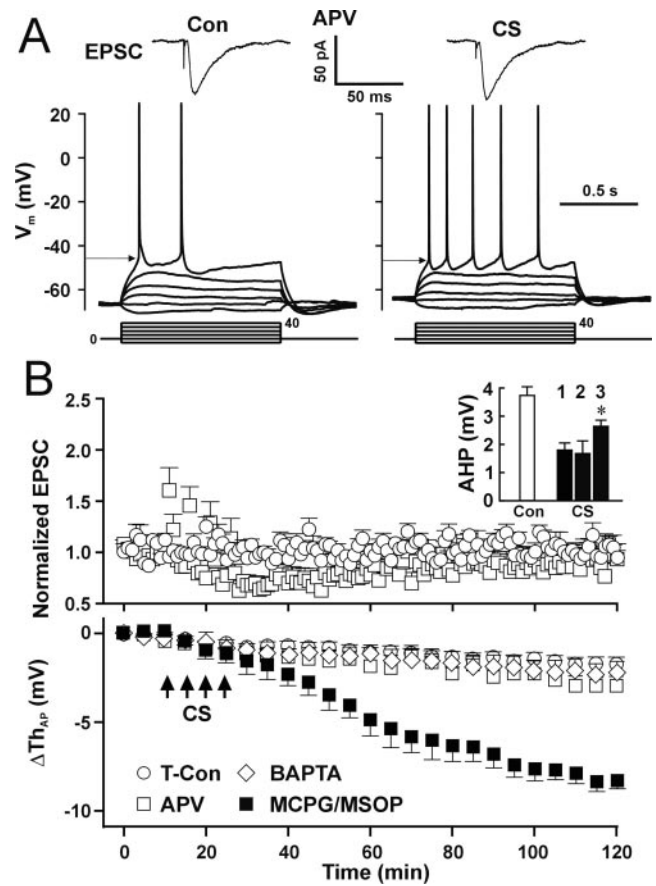 A
Con
APV
CS
EPSC
50 pA
50 ms
20
0
-20
-40
-60
Vm (mV)
0.5 s
0
40
40
B
2.5
2.0
1.5
1.0
0.5
Normalized EPSC
4
3
2
1
0
AHP (mV)
1 2 3
*
Con
CS
0
-5
-10
ΔThAP (mV)
CS
T-Con
BAPTA
APV
MCPG/MSOP
0 20 40 60 80 100 120
Time (min)